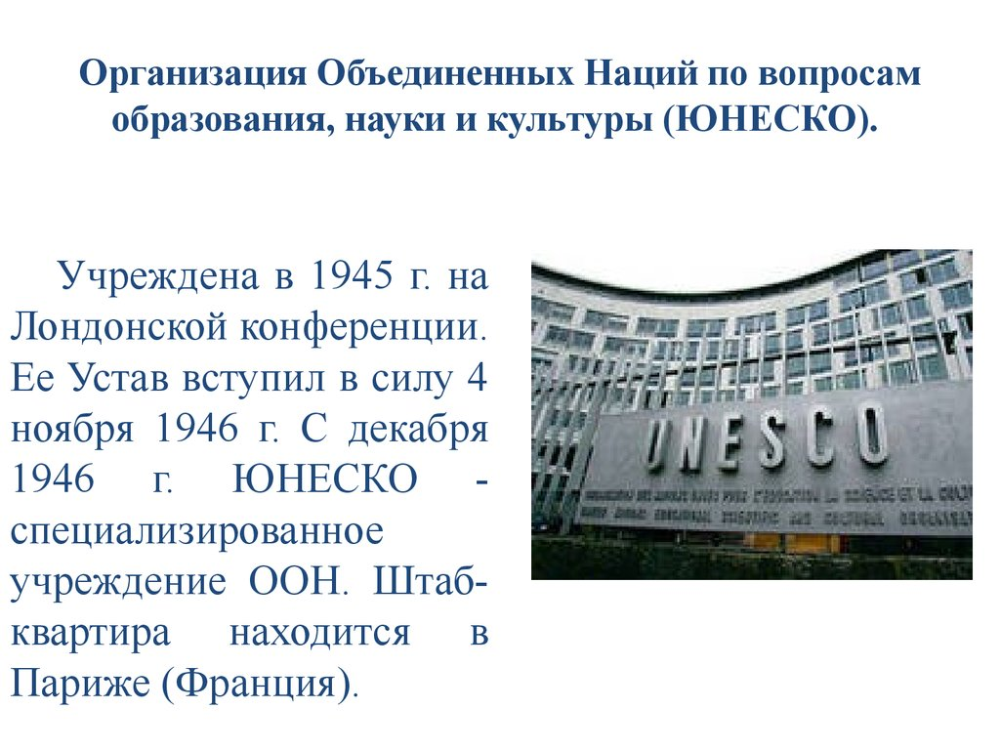 Организация Объединенных Наций по вопросам
образования, науки и культуры (ЮНЕСКО).
Учреждена в 1945 г. на
Лондонской конференции.
Ее Устав вступил в силу 4
ноября 1946 г. С декабря
1946 г. ЮНЕСКО -
специализированное
учреждение ООН. Штаб-
квартира находится в
Париже (Франция).
UNESCO